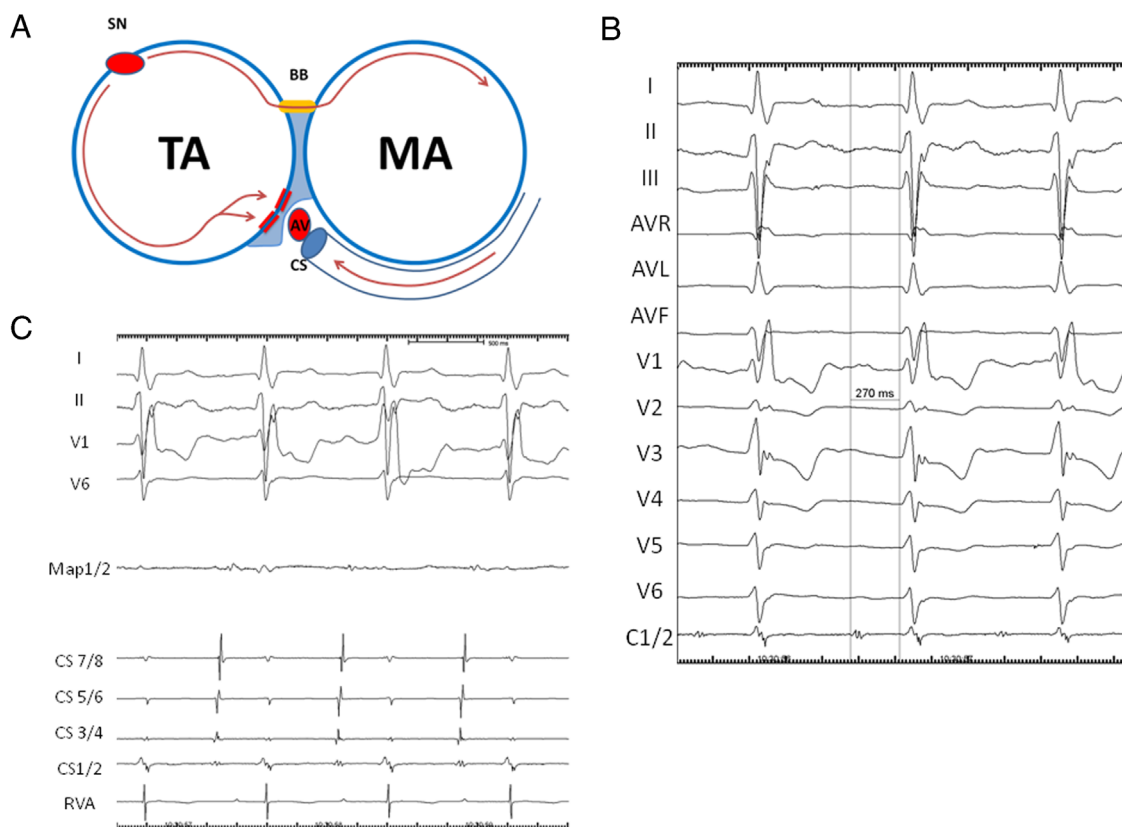 A
SN
BB
TA
MA
AV
CS
B
I
II
III
AVR
AVL
AVF
V1
V2
270 ms
V3
V4
V5
V6
C1/2
C
500 ms
I
II
V1
V6
Map1/2
CS 7/8
CS 5/6
CS 3/4
CS1/2
RVA